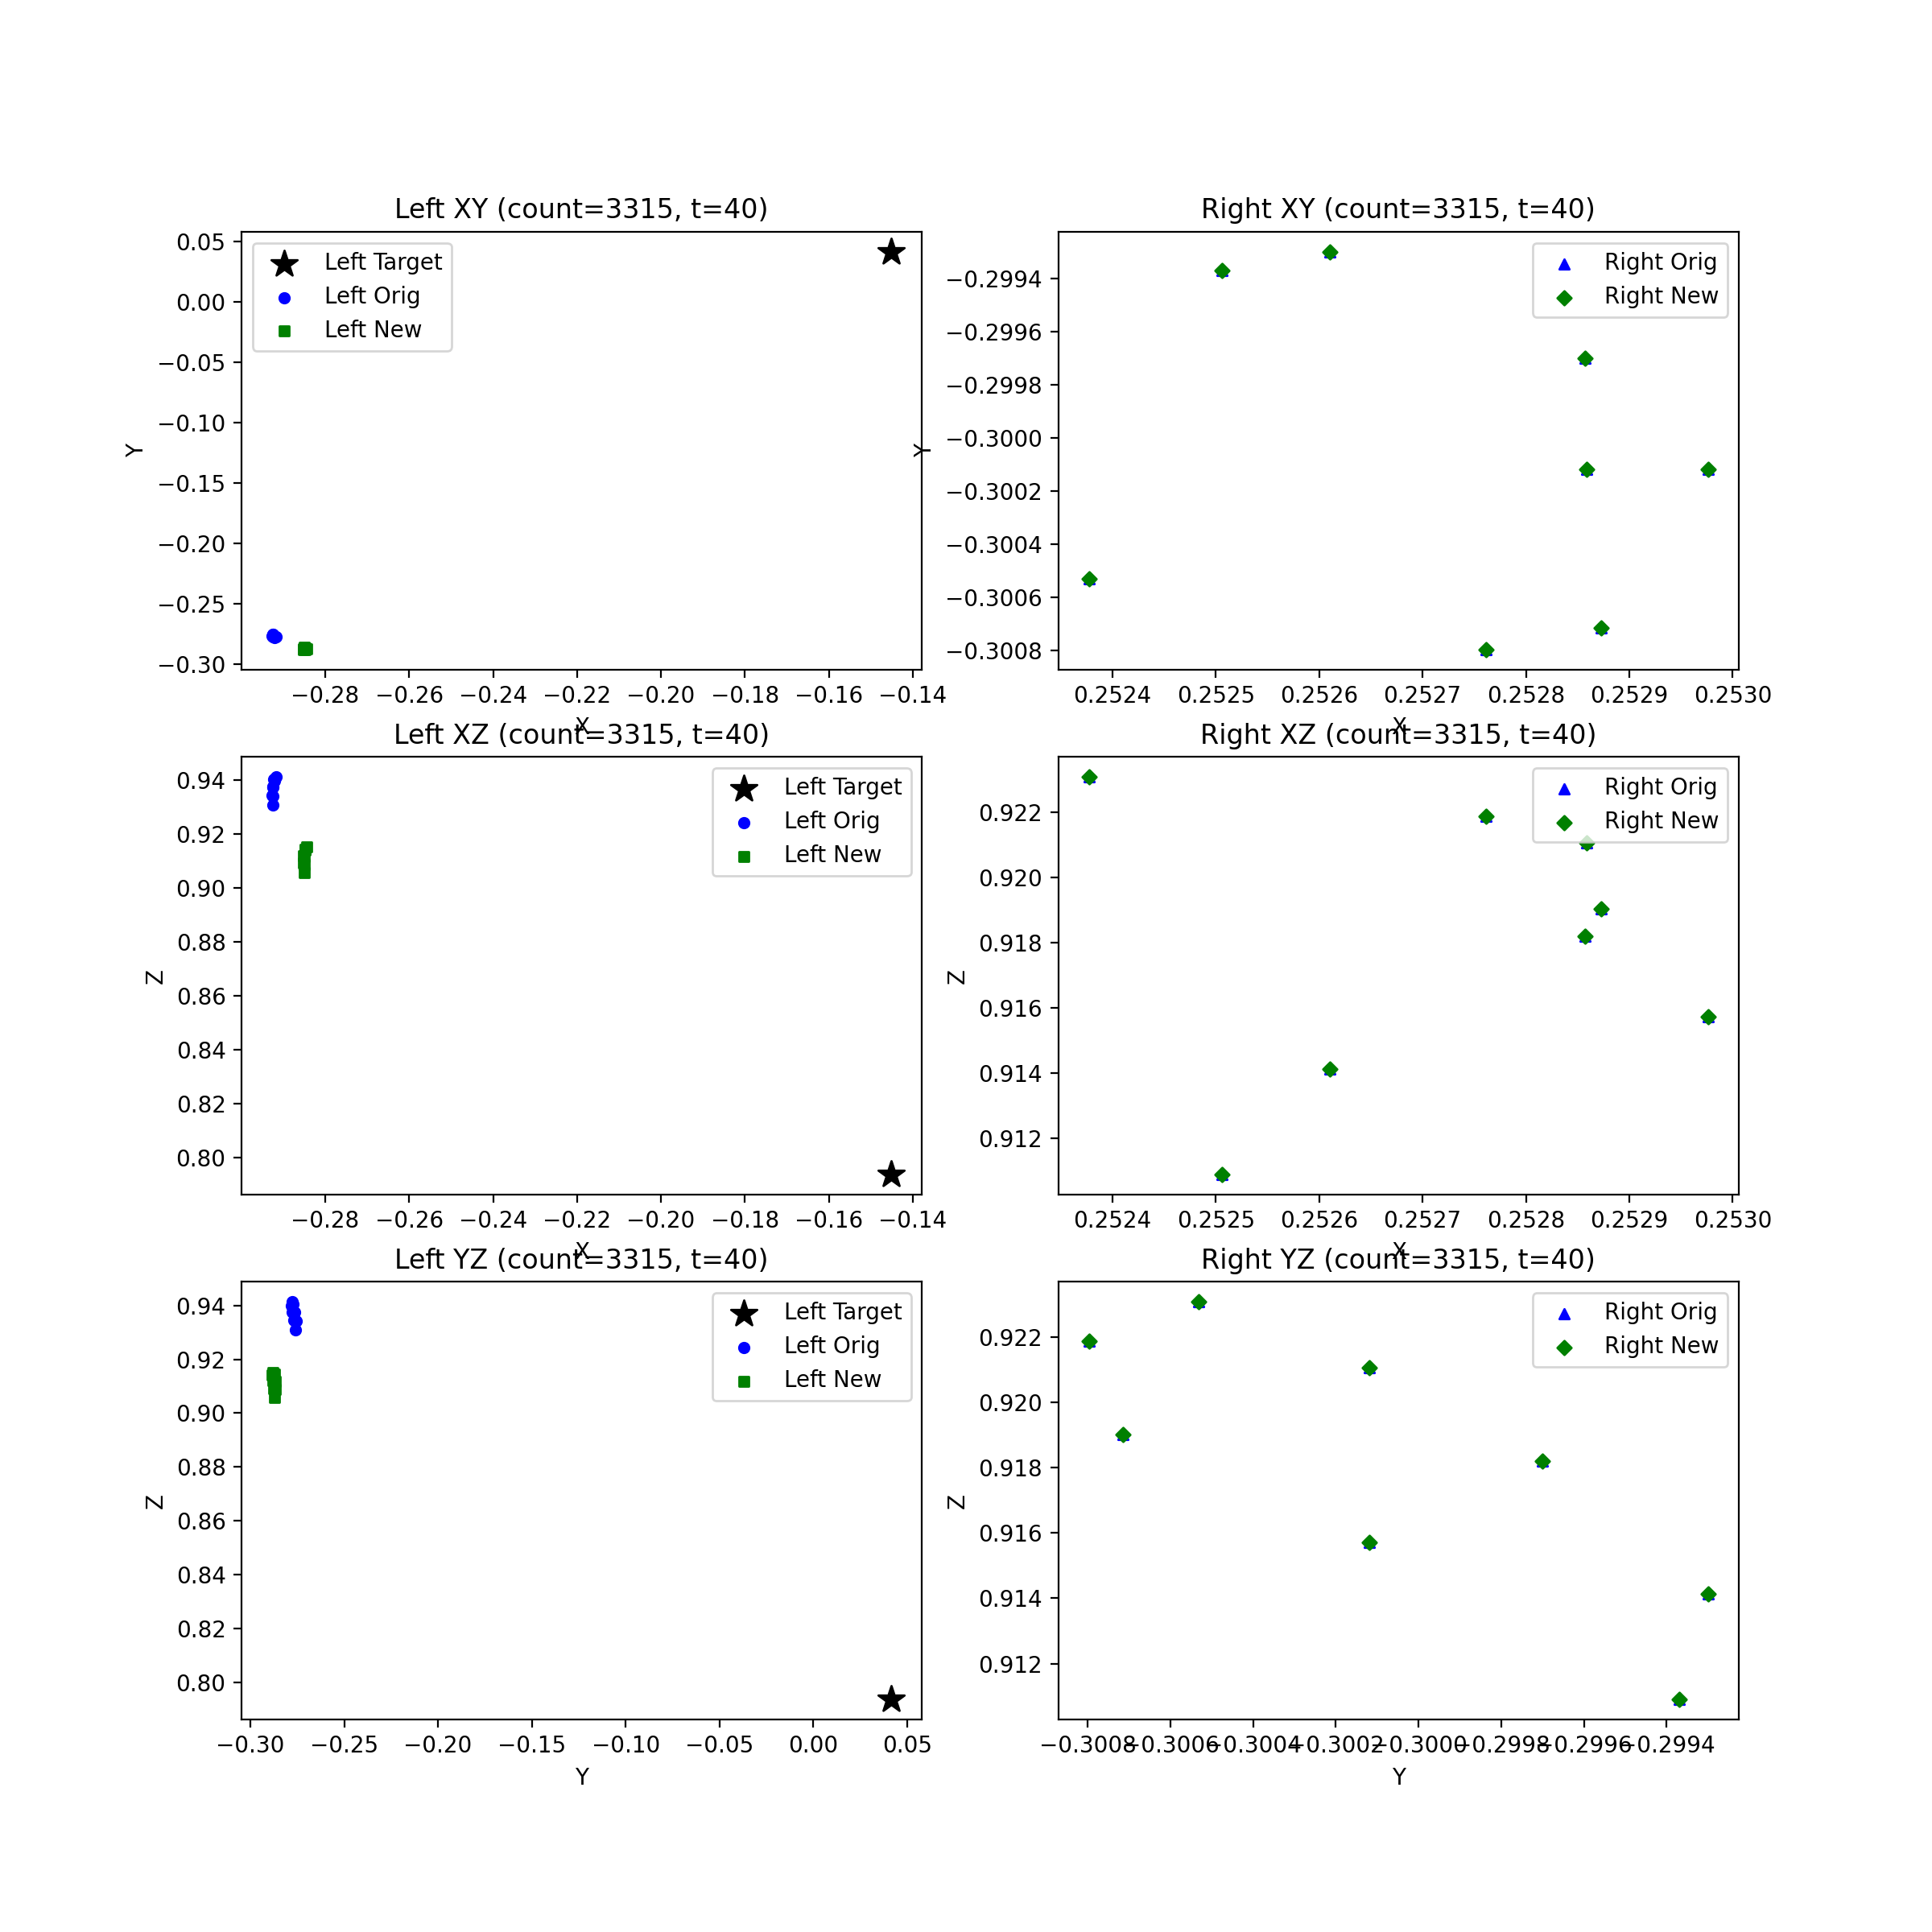 Left XY (count=3315, t=40)
0.05
0.00
−0.05
−0.10
−0.15
−0.20
−0.25
−0.30
Y
Left Target
Left Orig
Left New
−0.28 −0.26 −0.24 −0.22 −0.20 −0.18 −0.16 −0.14
X
Right XY (count=3315, t=40)
−0.2994
−0.2996
−0.2998
−0.3000
−0.3002
−0.3004
−0.3006
−0.3008
Y
Right Orig
Right New
0.2524 0.2525 0.2526 0.2527 0.2528 0.2529 0.2530
X
Left XZ (count=3315, t=40)
0.94
0.92
0.90
0.88
0.86
0.84
0.82
0.80
Z
Left Target
Left Orig
Left New
−0.28 −0.26 −0.24 −0.22 −0.20 −0.18 −0.16 −0.14
X
Right XZ (count=3315, t=40)
0.922
0.920
0.918
0.916
0.914
0.912
Z
Right Orig
Right New
0.2524 0.2525 0.2526 0.2527 0.2528 0.2529 0.2530
X
Left YZ (count=3315, t=40)
0.94
0.92
0.90
0.88
0.86
0.84
0.82
0.80
Z
Left Target
Left Orig
Left New
−0.30 −0.25 −0.20 −0.15 −0.10 −0.05 0.00 0.05
Y
Right YZ (count=3315, t=40)
0.922
0.920
0.918
0.916
0.914
0.912
Z
Right Orig
Right New
−0.3008 −0.3006 −0.3004 −0.3002 −0.3000 −0.2998 −0.2996 −0.2994
Y